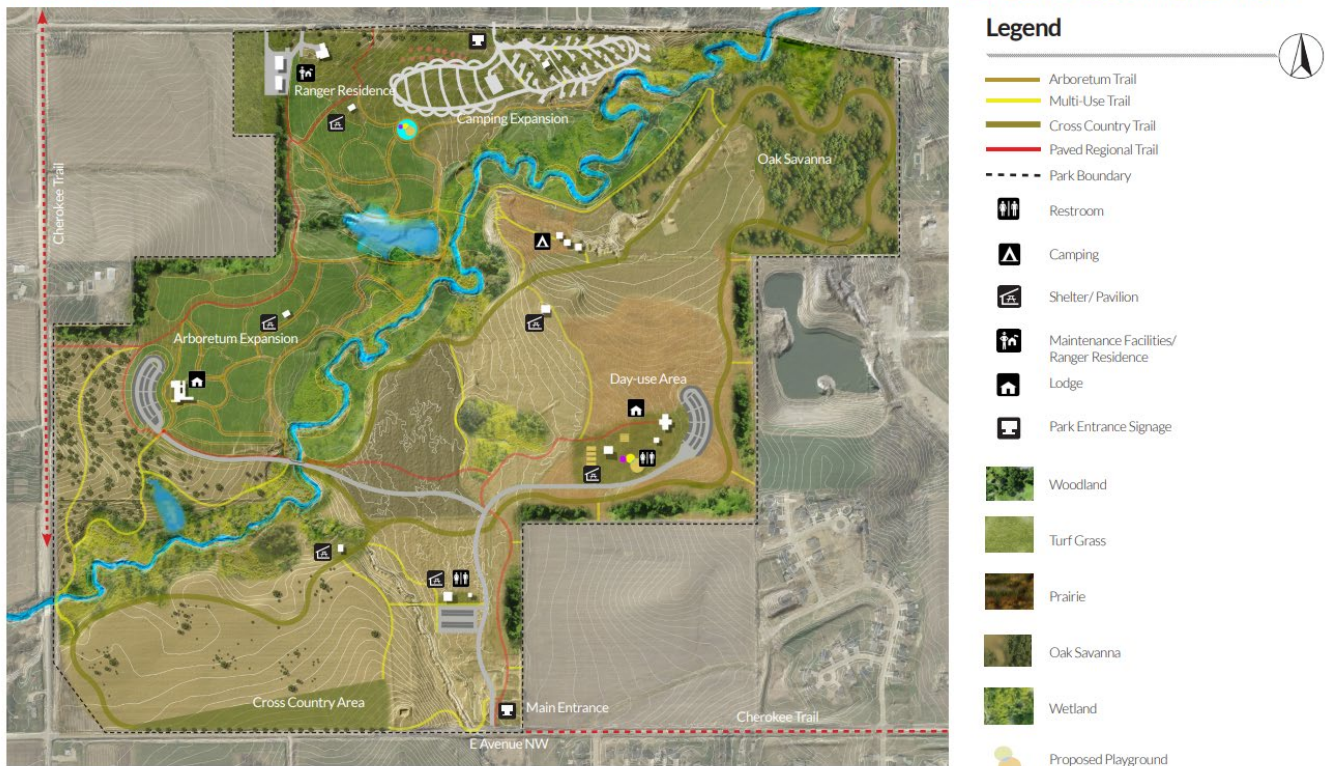 Ranger Residence
Camping Expansion
Oak Savanna
Cherokee Trail
Arboretum Expansion
Day-use Area
Cross Country Area
Main Entrance
Cherokee Trail
E Avenue NW
Legend
Arboretum Trail
Multi-Use Trail
Cross Country Trail
Paved Regional Trail
Park Boundary
Restroom
Camping
Shelter/ Pavilion
Maintenance Facilities/
Ranger Residence
Lodge
Park Entrance Signage
Woodland
Turf Grass
Prairie
Oak Savanna
Wetland
Proposed Playground